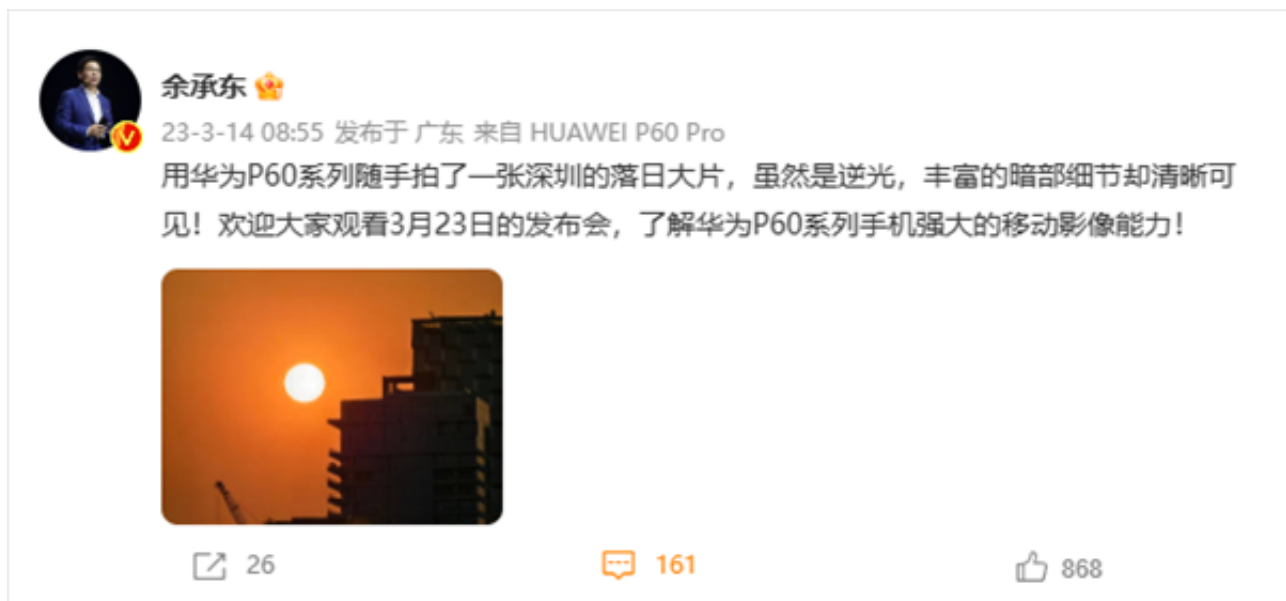 余承东
23-3-14 08:55 发布于 广东 来自 HUAWEI P60 Pro
用华为P60系列随手拍了一张深圳的落日大片，虽然是逆光，丰富的暗部细节却清晰可
见！欢迎大家观看3月23日的发布会，了解华为P60系列手机强大的移动影像能力！
26
161
868